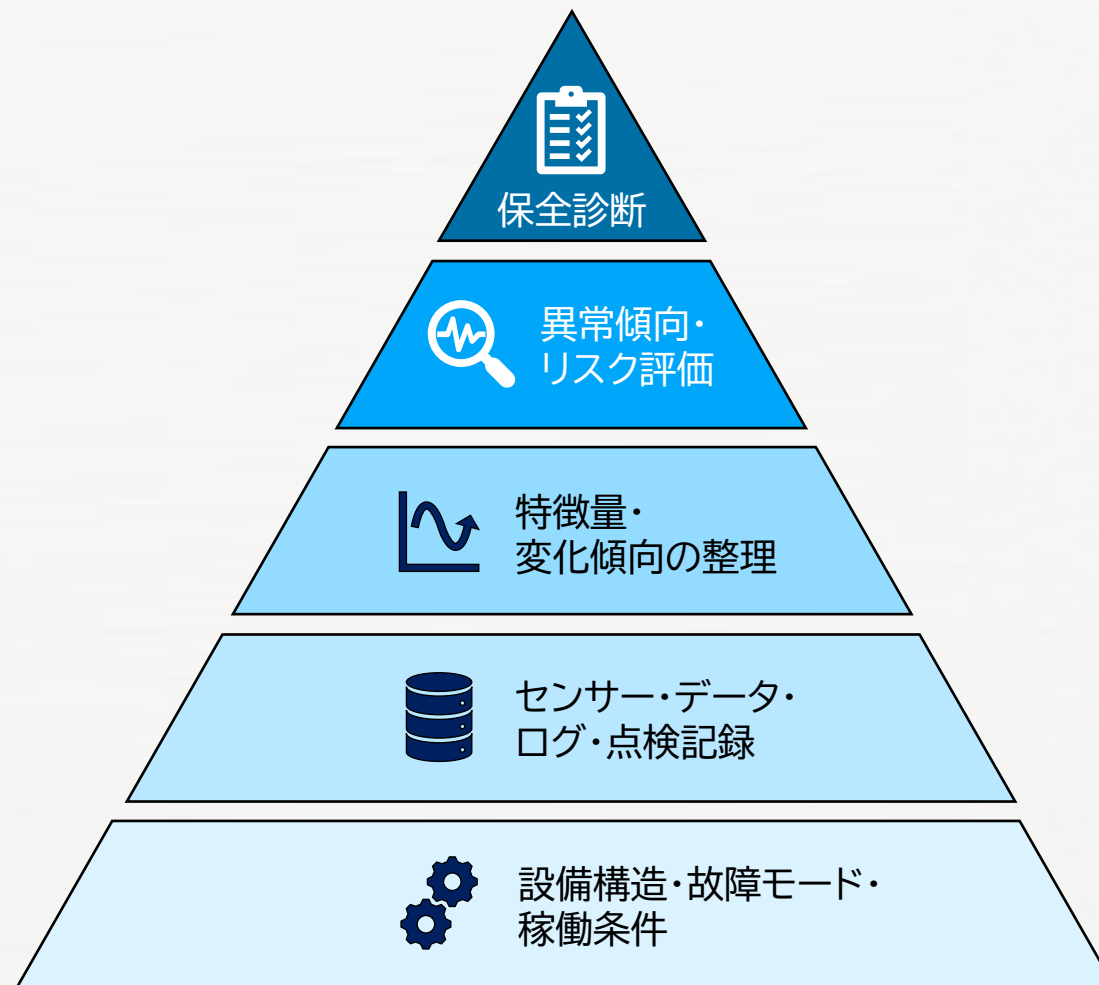 保全診断
異常傾向・
リスク評価
特徴量・
変化傾向の整理
センサー・データ・
ログ・点検記録
設備構造・故障モード・
稼働条件